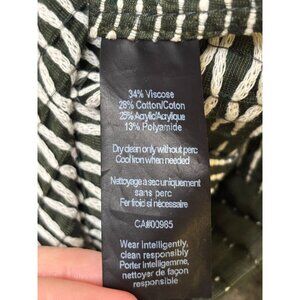 34% Viscose
28% Cotton/Coton
25% Acrylic/Acrylique
13% Polyamide
Dry clean only without perc
Cool iron when needed
Nettoyage a sec uniquement
sans perc
Fer froid si nécessaire
CA#00965
Wear intelligently,
clean responsibly
Porter intelligemme,
nettoyer de façon
responsible